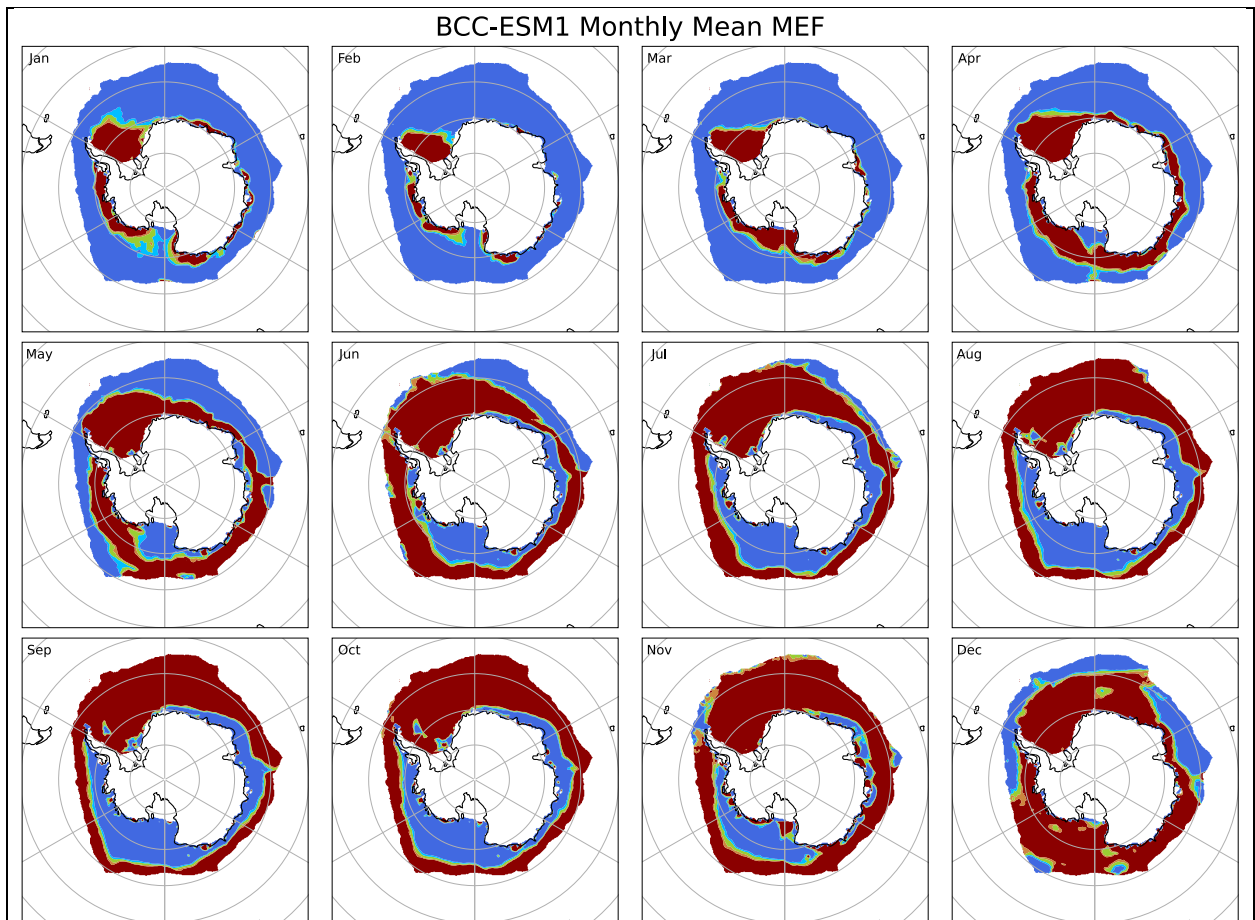 BCC-ESM1 Monthly Mean MEF
Jan
Feb
Mar
Apr
May
Jun
Jul
Aug
Sep
Oct
Nov
Dec